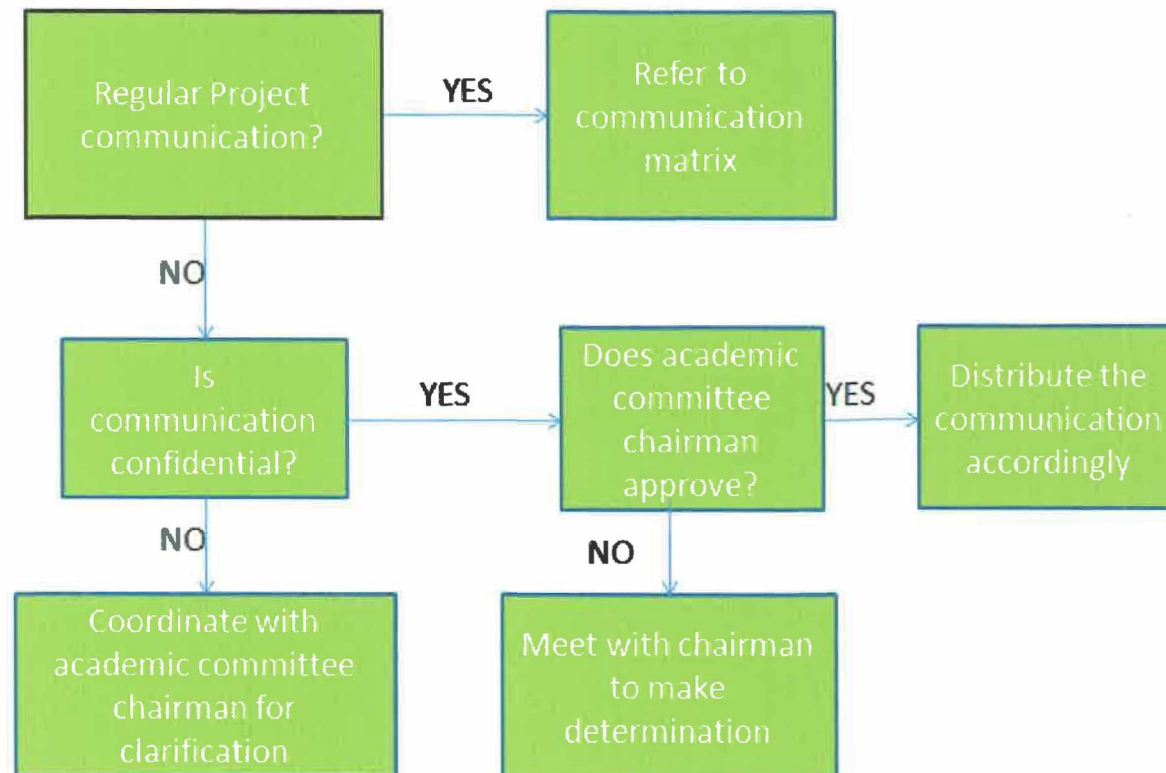 Regular Project
communication?
YES
Refer to
communication
matrix
NO
Is
communication
confidential?
YES
Does academic
committee
chairman
approve?
YES
Distribute the
communication
accordingly
NO
Coordinate with
academic committee
chairman for
clarification
NO
Meet with chairman
to make
determination